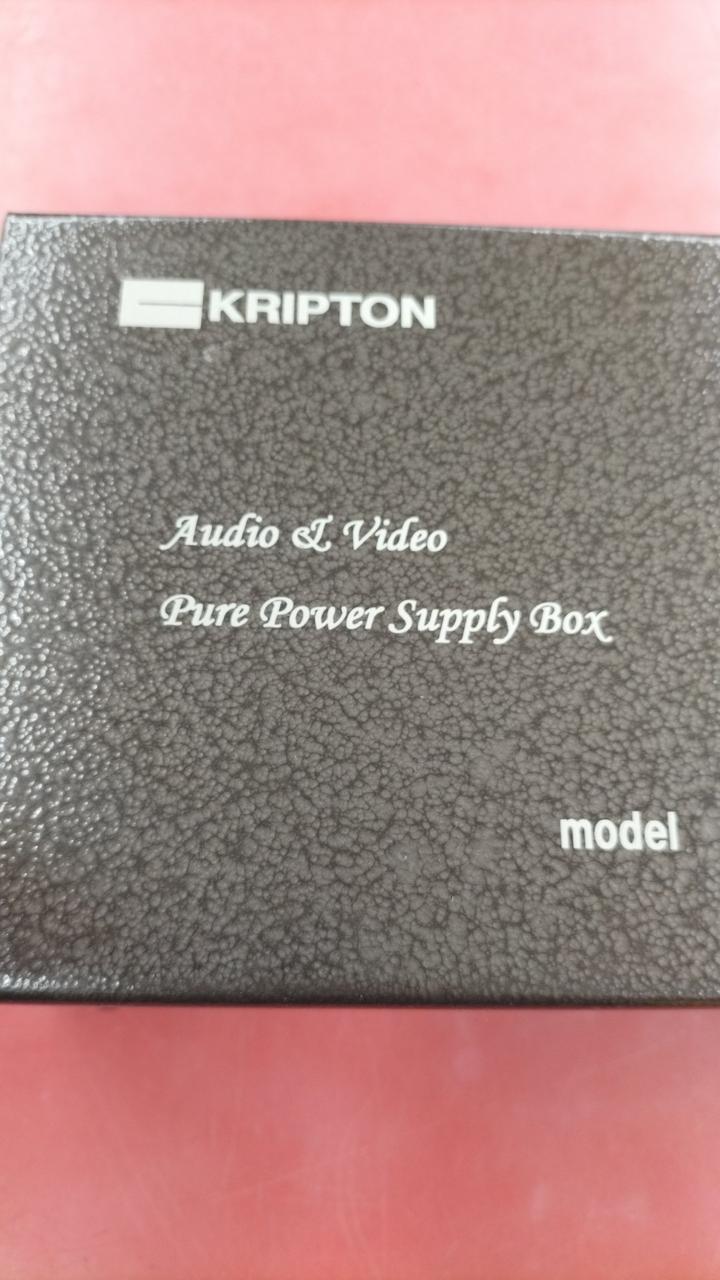 KRIPTON
Audio & Video
Pure Power Supply Box
model